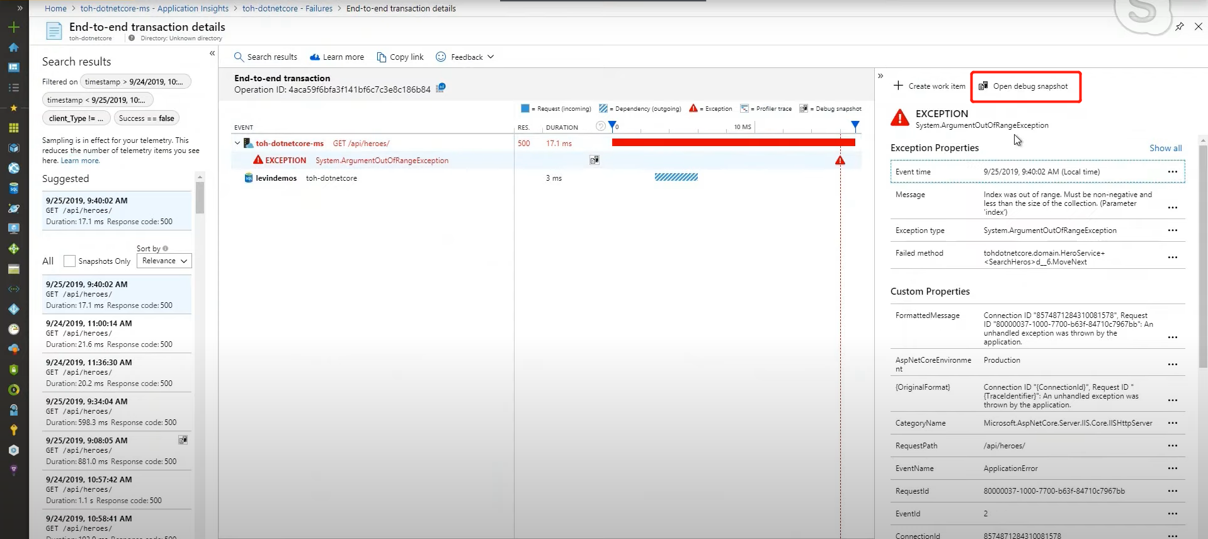 Home > toh-dotnetcore-ms - Application Insights > toh-dotnetcore - Failures > End-to-end transaction details
End-to-end transaction details
toh-dotnetcore Directory: Unknown directory
Search results
Filtered on timestamp > 9/24/2019, 10:...
timestamp < 9/25/2019, 10:...
client_Type != ... Success == false
Sampling is in effect for your telemetry. This
reduces the number of telemetry items you see
here. Learn more.
Suggested
9/25/2019, 9:40:02 AM
GET /api/heroes/
Duration: 17.1 ms Response code: 500
Sort by
All Snapshots Only Relevance
9/25/2019, 9:40:02 AM
GET /api/heroes/
Duration: 17.1 ms Response code: 500
9/24/2019, 11:00:14 AM
GET /api/heroes/
Duration: 21.6 ms Response code: 500
9/24/2019, 11:36:30 AM
GET /api/heroes/
Duration: 20.2 ms Response code: 500
9/24/2019, 9:34:04 AM
GET /api/heroes/
Duration: 598.3 ms Response code: 500
9/25/2019, 9:08:05 AM
GET /api/heroes/
Duration: 881.0 ms Response code: 500
9/24/2019, 10:57:42 AM
GET /api/heroes/
Duration: 1.1 s Response code: 500
9/24/2019, 10:58:41 AM
GET /api/heroes/
Search results Learn more Copy link Feedback
End-to-end transaction
Operation ID: 4aca59f6bfa3f141bf6c7c3e8c186b84
= Request (incoming) = Dependency (outgoing) = Exception = Profiler trace = Debug snapshot
EVENT RES. DURATION 0 10 MS
toh-dotnetcore-ms GET /api/heroes/ 500 17.1 ms
EXCEPTION System.ArgumentOutOfRangeException
levindemos toh-dotnetcore 3 ms
Create work item Open debug snapshot
EXCEPTION
System.ArgumentOutOfRangeException
Exception Properties Show all
Event time 9/25/2019, 9:40:02 AM (Local time)
Message Index was out of range. Must be non-negative and
less than the size of the collection. (Parameter
'index')
Exception type System.ArgumentOutOfRangeException
Failed method tohdotnetcore.domain.HeroService+
<SearchHeros>d__6.MoveNext
Custom Properties
FormattedMessage Connection ID "8574871284310081578", Request
ID "80000037-1000-7700-b63f-84710c7967bb": An
unhandled exception was thrown by the
application.
AspNetCoreEnvironme
nt Production
{OriginalFormat} Connection ID "{ConnectionId}", Request ID "
{TraceIdentifier}": An unhandled exception was
thrown by the application.
CategoryName Microsoft.AspNetCore.Server.IIS.Core.IISHttpServer
RequestPath /api/heroes/
EventName ApplicationError
RequestId 80000037-1000-7700-b63f-84710c7967bb
EventId 2
ConnectionId 8574871284310081578